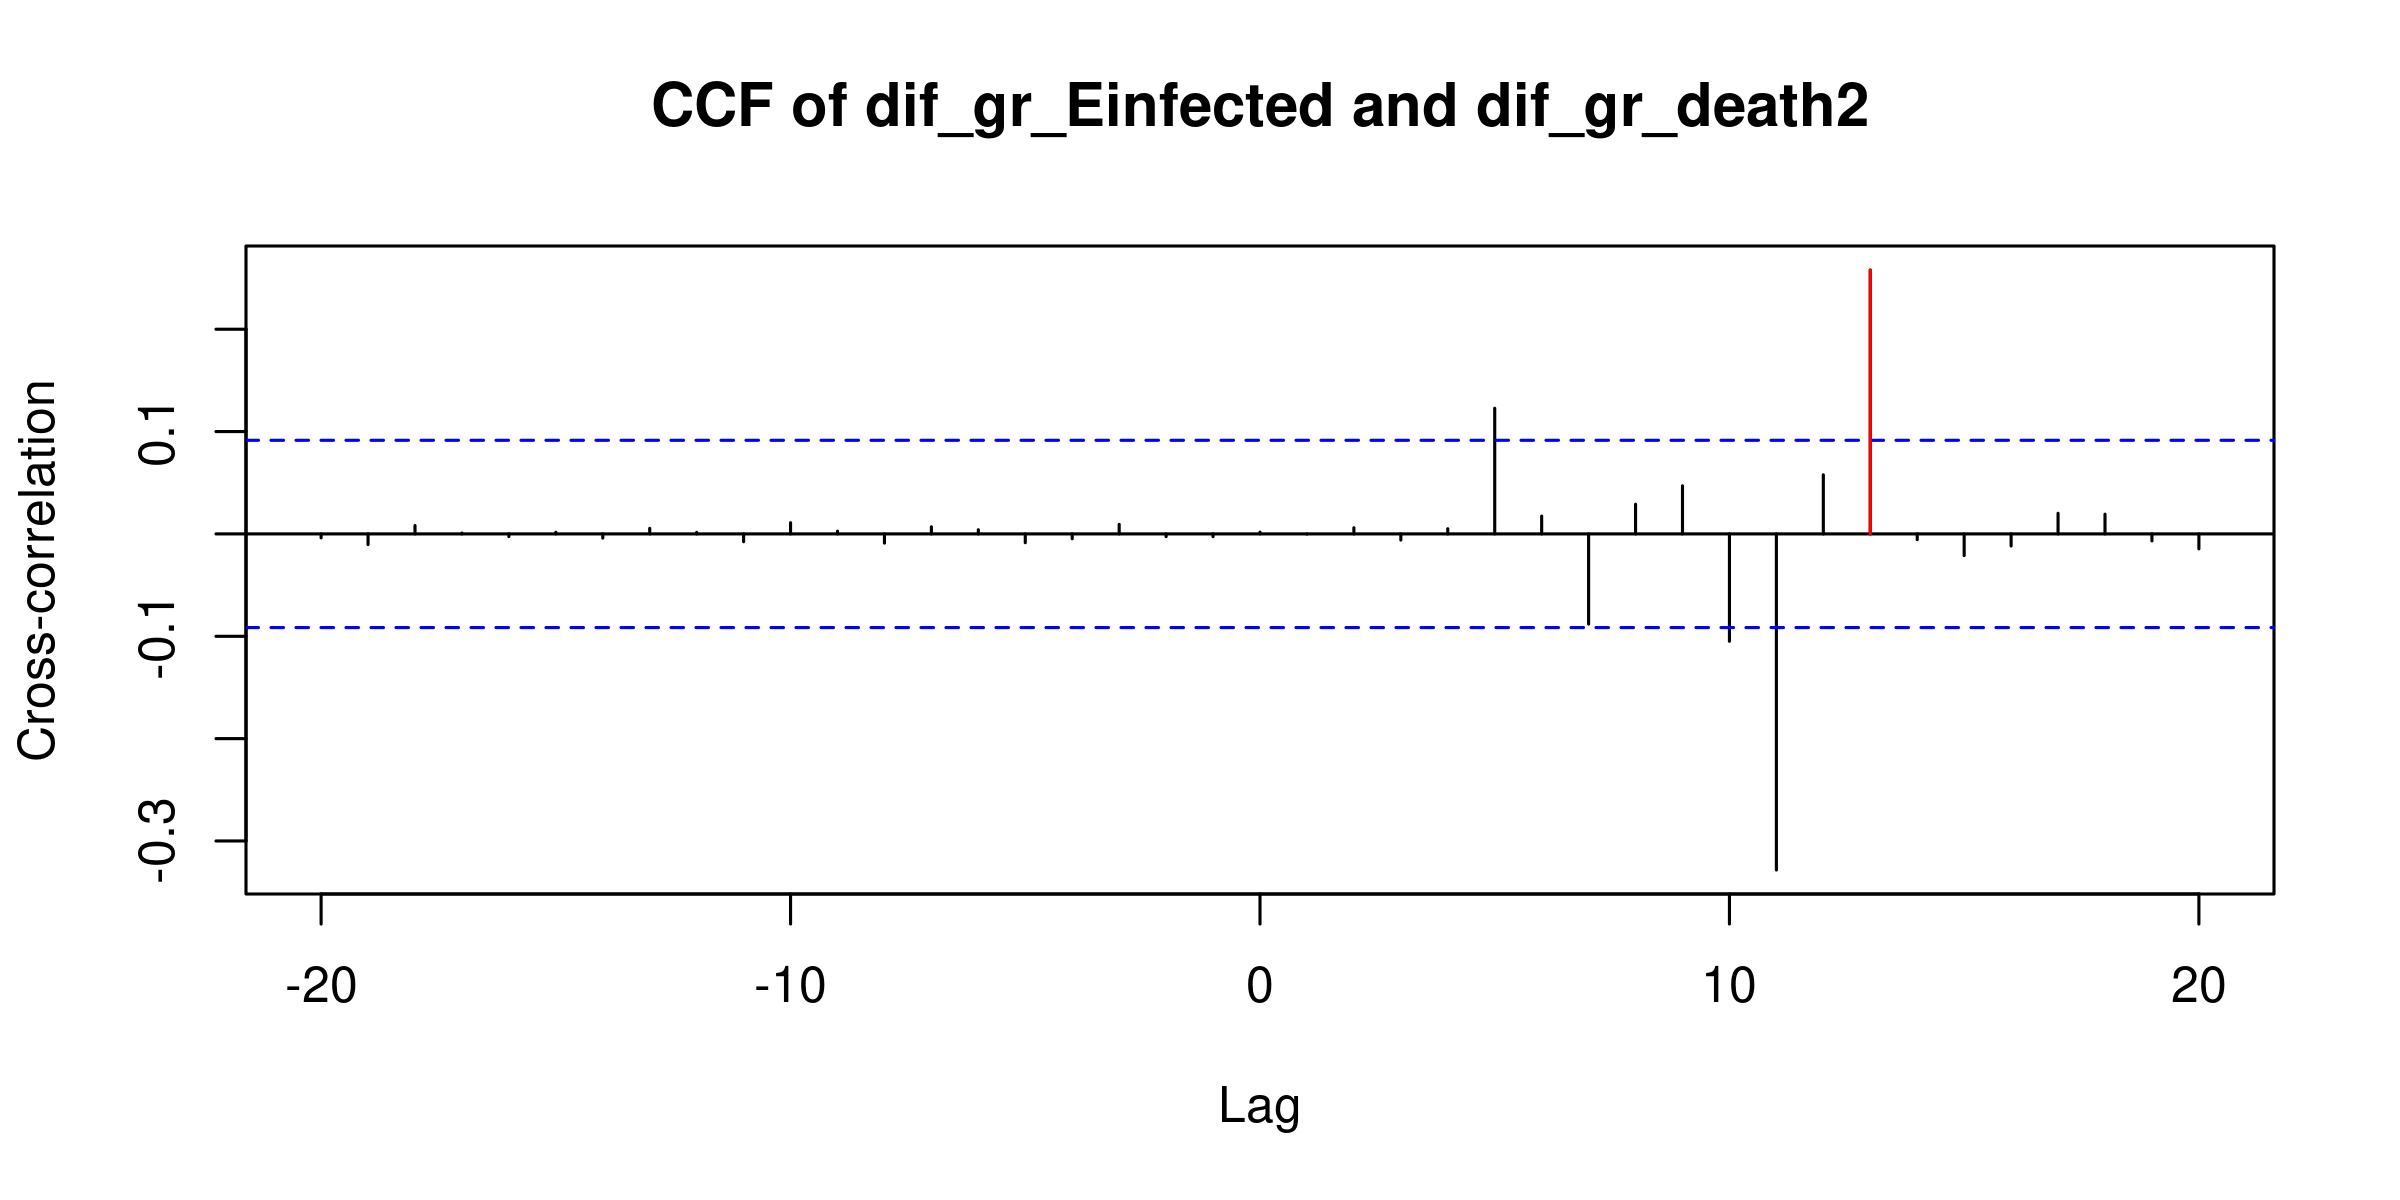 CCF of dif_gr_Einfected and dif_gr_death2
Cross-correlation
0.1
-0.1
-0.3
-20 -10 0 10 20
Lag